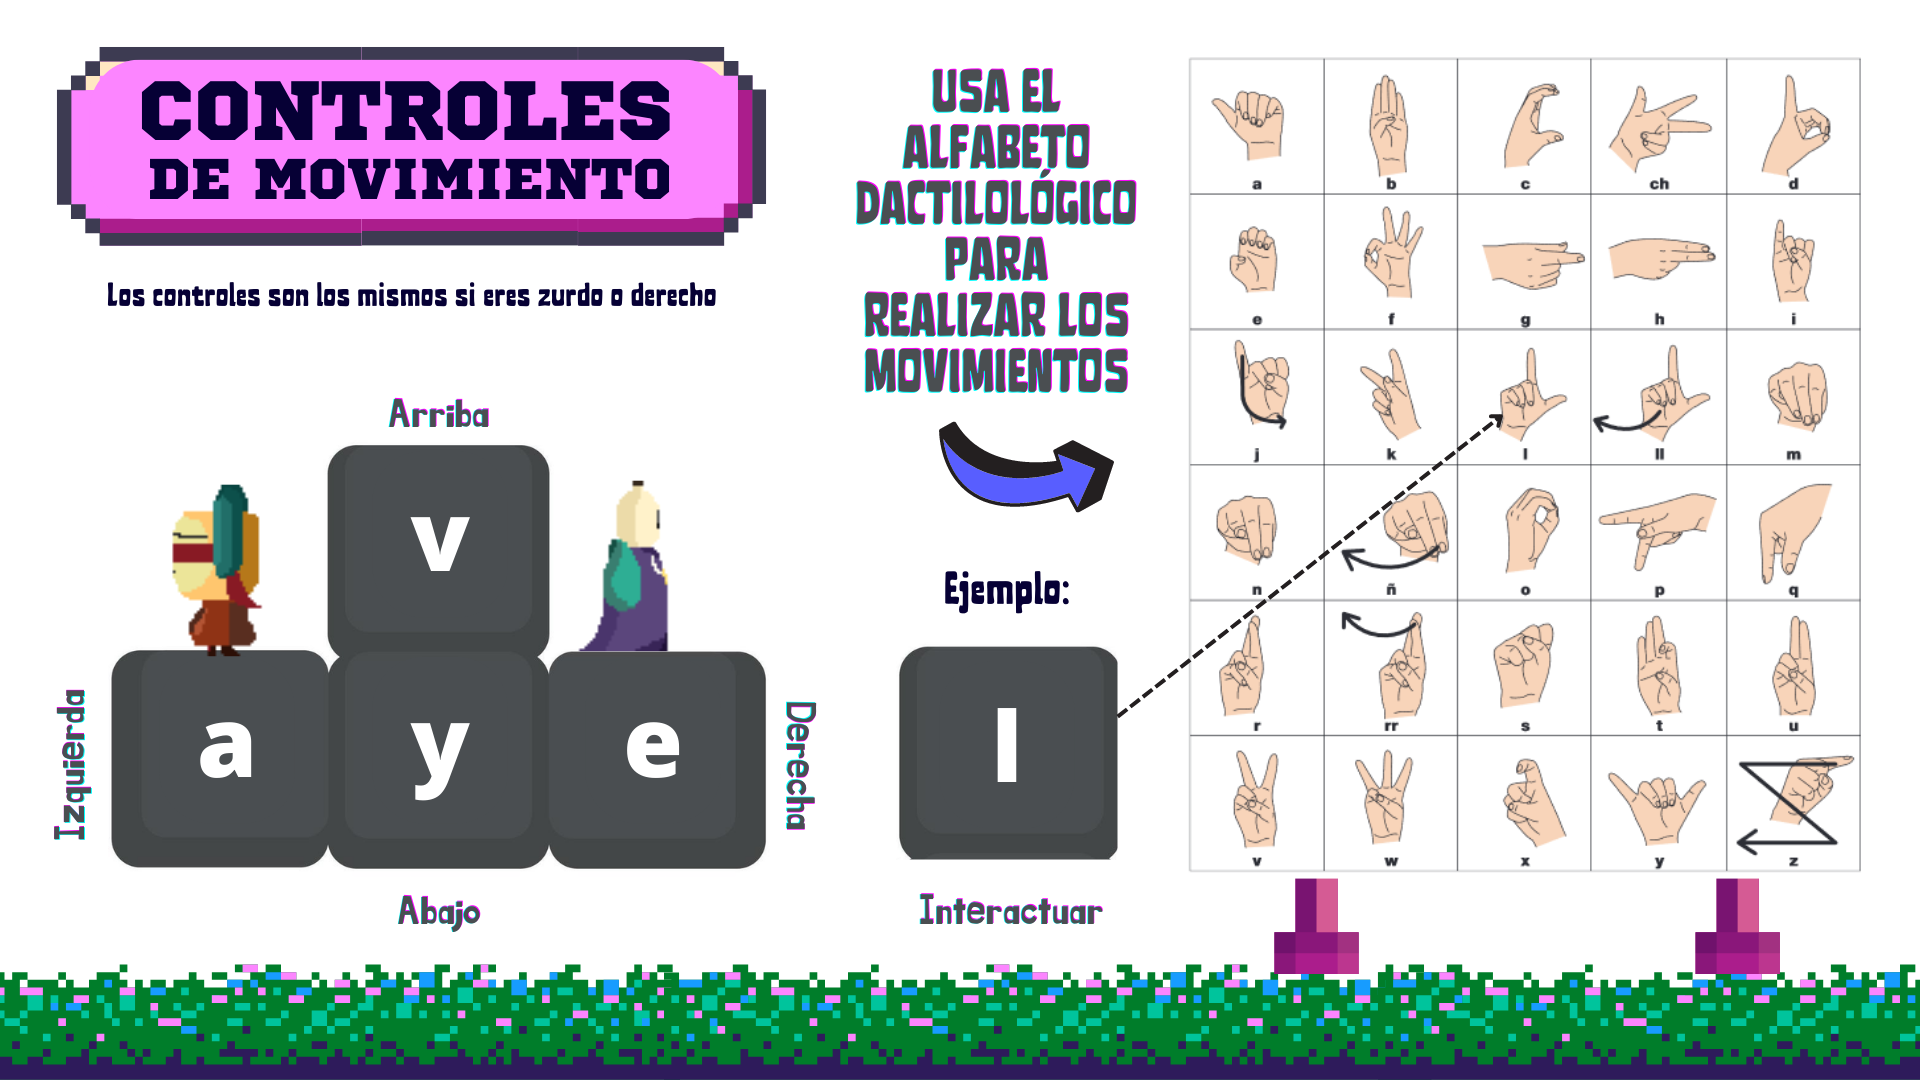 CONTROLES
DE MOVIMIENTO
Los controles son los mismos si eres zurdo o derecho
Arriba
v
Izquierda
a y e
Derecha
Abajo
USA EL
ALFABETO
DACTILOLÓGICO
PARA
REALIZAR LOS
MOVIMIENTOS
Ejemplo:
l
Interactuar
a b c ch d
e f g h i
j k l ll m
n ñ o p q
r rr s t u
v w x y z